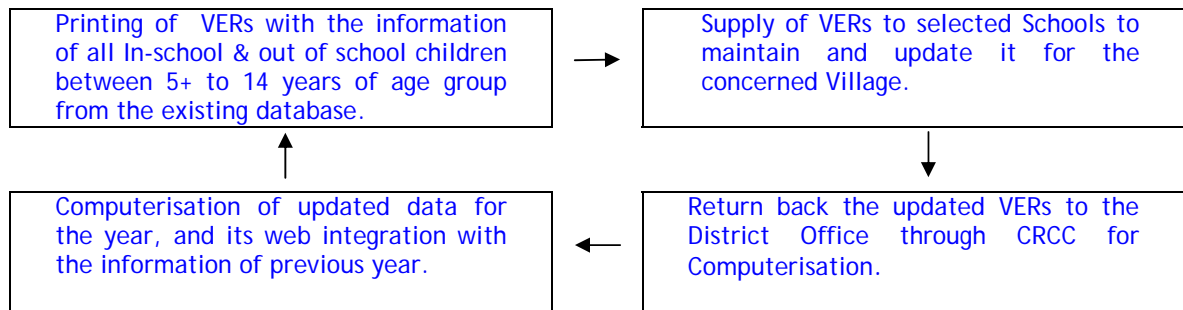 Printing of VERs with the information
of all In-school & out of school children
between 5+ to 14 years of age group
from the existing database.
Supply of VERs to selected Schools to
maintain and update it for the
concerned Village.
Return back the updated VERs to the
District Office through CRCC for
Computerisation.
Computerisation of updated data for
the year, and its web integration with
the information of previous year.